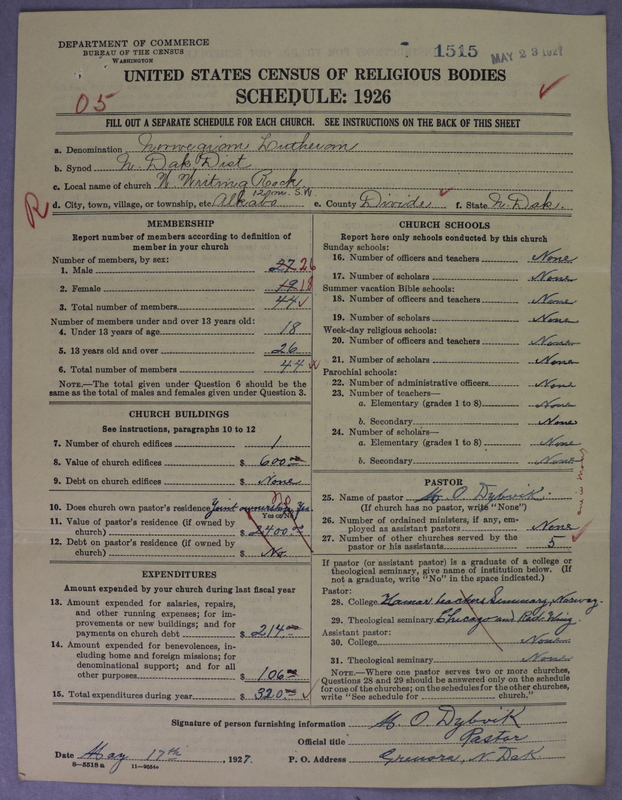 DEPARTMENT OF COMMERCE
BUREAU OF THE CENSUS
WASHINGTON
1515
MAY 23 1927
UNITED STATES CENSUS OF RELIGIOUS BODIES
SCHEDULE: 1926
05
FILL OUT A SEPARATE SCHEDULE FOR EACH CHURCH. SEE INSTRUCTIONS ON THE BACK OF THIS SHEET
a. Denomination Norwegian Lutheran
b. Synod N. Dak. Dist
c. Local name of church W. Writing Rock
12 mi. S.W.
d. City, town, village, or township, etc. Alkabo e. County Divide f. State N. Dak.
R
MEMBERSHIP
Report number of members according to definition of member in your church
Number of members, by sex:
1. Male 27 26
2. Female 19 18
3. Total number of members 44
Number of members under and over 13 years old:
4. Under 13 years of age 18
5. 13 years old and over 26
6. Total number of members 44
NOTE.—The total given under Question 6 should be the same as the total of males and females given under Question 3.
CHURCH BUILDINGS
See instructions, paragraphs 10 to 12
7. Number of church edifices 1
8. Value of church edifices $ 600.00
9. Debt on church edifices $ None
10. Does church own pastor's residence Joint ownership Yes. No
Yes or No
11. Value of pastor's residence (if owned by church) $ 2400.00
12. Debt on pastor's residence (if owned by church) $ No.
EXPENDITURES
Amount expended by your church during last fiscal year
13. Amount expended for salaries, repairs, and other running expenses; for improvements or new buildings; and for payments on church debt $ 214.00
14. Amount expended for benevolences, including home and foreign missions; for denominational support; and for all other purposes $ 106.00
15. Total expenditures during year $ 320.00
CHURCH SCHOOLS
Report here only schools conducted by this church
Sunday schools:
16. Number of officers and teachers None
17. Number of scholars None
Summer vacation Bible schools:
18. Number of officers and teachers None
19. Number of scholars None
Week-day religious schools:
20. Number of officers and teachers None
21. Number of scholars None
Parochial schools:
22. Number of administrative officers None
23. Number of teachers—
a. Elementary (grades 1 to 8) None
b. Secondary None
24. Number of scholars—
a. Elementary (grades 1 to 8) None
b. Secondary None
PASTOR
25. Name of pastor M. O. Dybvik.
(If church has no pastor, write "None")
26. Number of ordained ministers, if any, employed as assistant pastors None
27. Number of other churches served by the pastor or his assistants 5
If pastor (or assistant pastor) is a graduate of a college or theological seminary, give name of institution below. (If not a graduate, write "No" in the space indicated.)
Pastor:
28. College Hamar teachers Seminary, Norway.
29. Theological seminary Chicago and Red Wing.
Assistant pastor:
30. College None
31. Theological seminary None
NOTE.—Where one pastor serves two or more churches, Questions 28 and 29 should be answered only on the schedule for one of the churches; on the schedules for the other churches, write "See schedule for ........ church."
Signature of person furnishing information M. O. Dybvik
Official title Pastor
Date May 17th, 1927. P. O. Address Grenora, N. Dak
8—5518 a